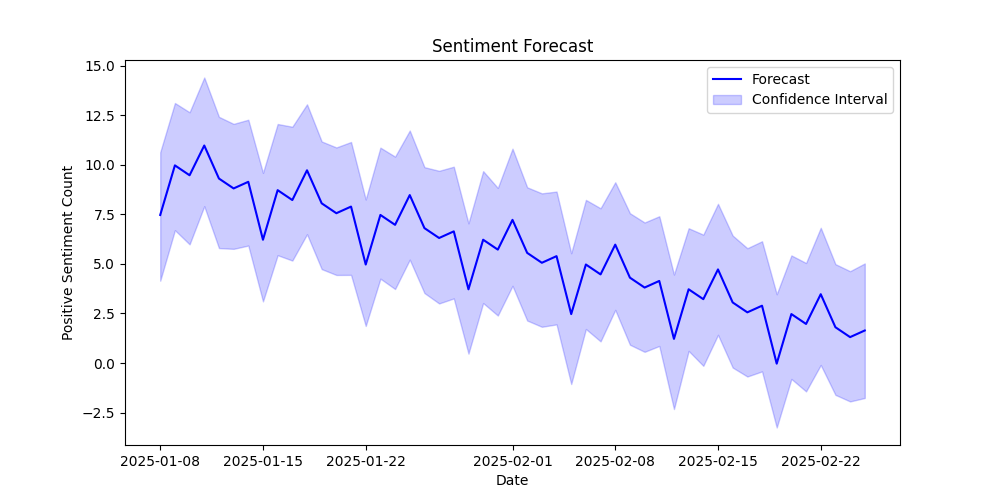 Sentiment Forecast
Forecast
Confidence Interval
Positive Sentiment Count
15.0
12.5
10.0
7.5
5.0
2.5
0.0
−2.5
2025-01-08 2025-01-15 2025-01-22 2025-02-01 2025-02-08 2025-02-15 2025-02-22
Date